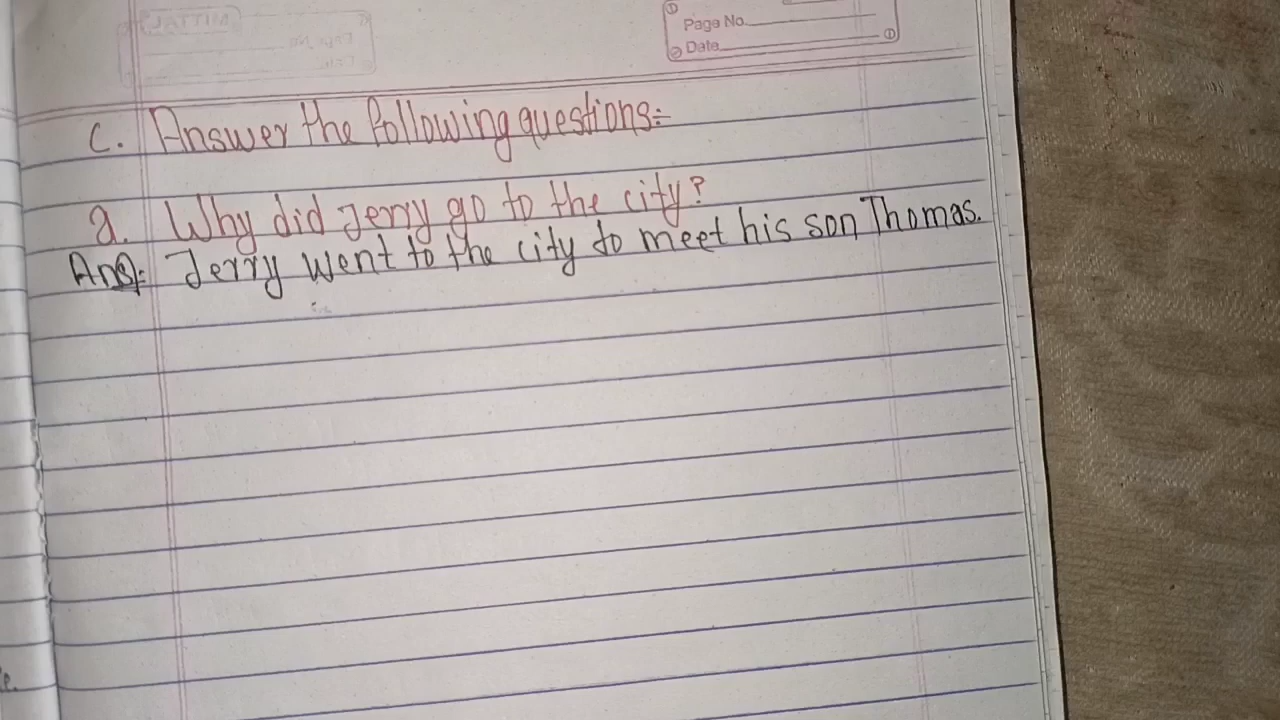 Page No.
Date
C. Answer the following questions:-
a. Why did Jerry go to the city?
Ans:- Jerry went to the city to meet his son Thomas.